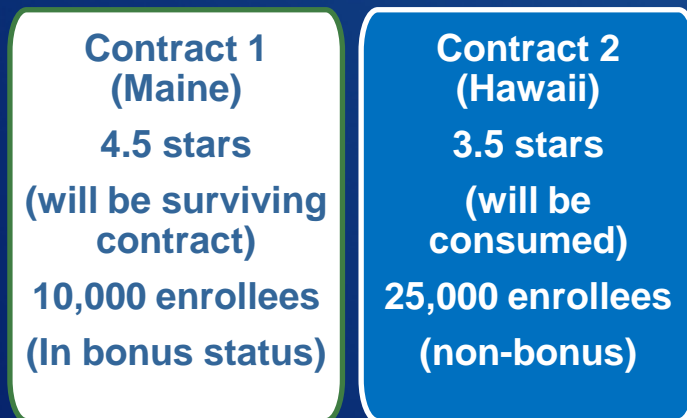 Contract 1
(Maine)
4.5 stars
(will be surviving
contract)
10,000 enrollees
(In bonus status)
Contract 2
(Hawaii)
3.5 stars
(will be
consumed)
25,000 enrollees
(non-bonus)